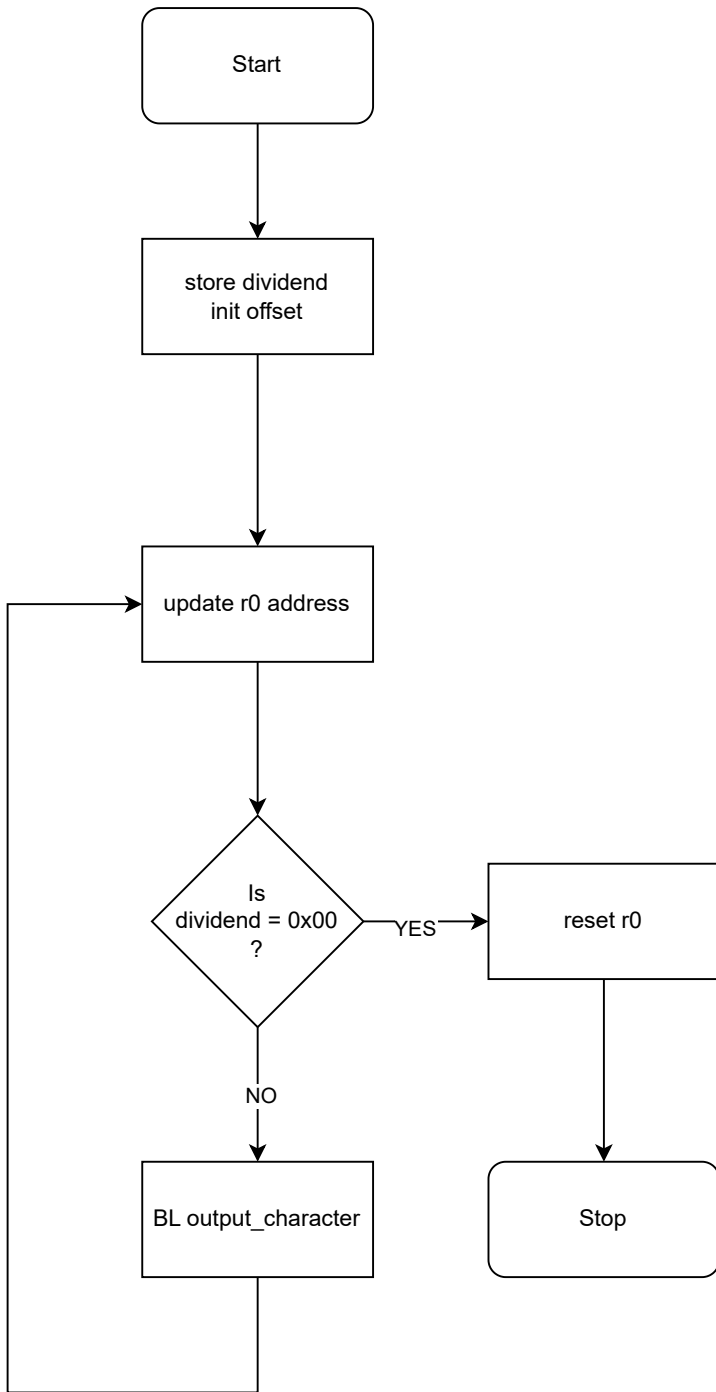 Start
store dividend
init offset
update r0 address
Is
dividend = 0x00
?
YES
reset r0
NO
BL output_character
Stop